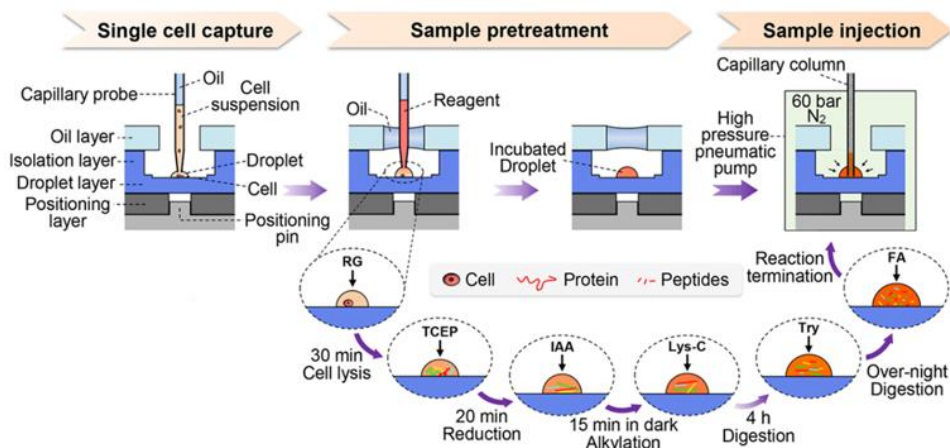 Single cell capture
Sample pretreatment
Sample injection
Capillary probe
Oil
Cell
suspension
Oil layer
Isolation layer
Droplet layer
Positioning
layer
Droplet
Cell
Positioning
pin
Oil
Reagent
Incubated
Droplet
Capillary column
60 bar
N2
High
pressure
pneumatic
pump
RG
Cell
Protein
Peptides
Reaction
termination
FA
30 min
Cell lysis
TCEP
20 min
Reduction
IAA
15 min in dark
Alkylation
Lys-C
4 h
Digestion
Try
Over-night
Digestion